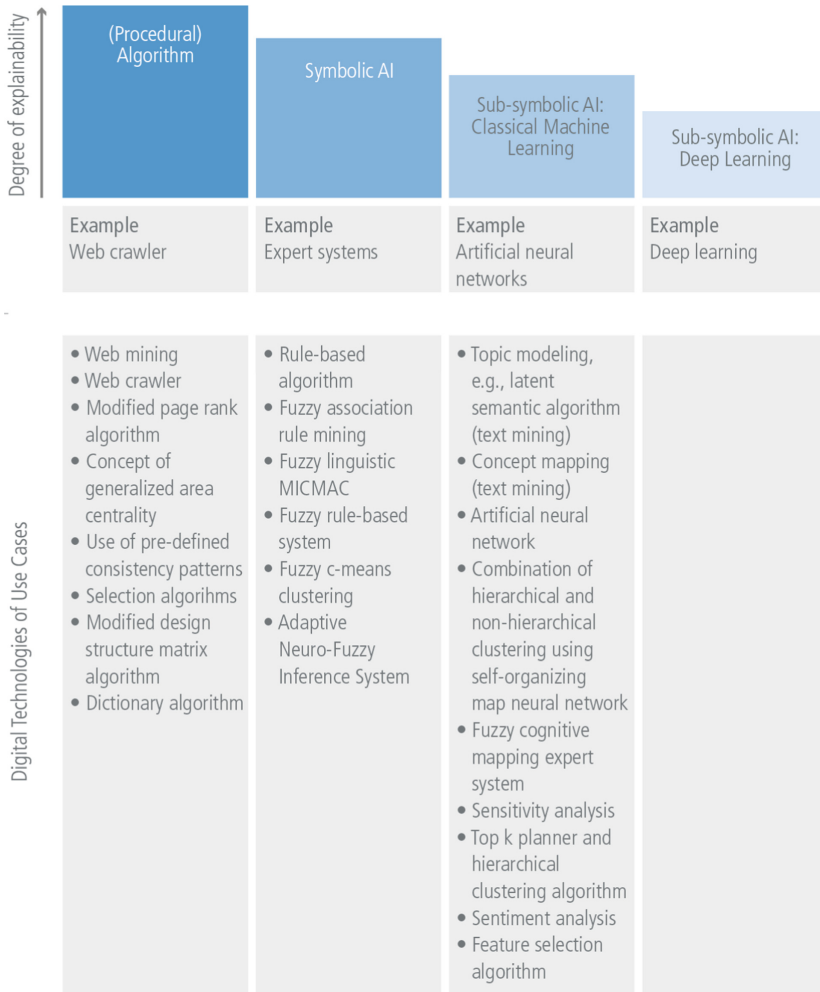 Degree of explainability
(Procedural)
Algorithm
Symbolic AI
Sub-symbolic AI:
Classical Machine
Learning
Sub-symbolic AI:
Deep Learning
Example
Web crawler
Example
Expert systems
Example
Artificial neural
networks
Example
Deep learning
Digital Technologies of Use Cases
• Web mining
• Web crawler
• Modified page rank
algorithm
• Concept of
generalized area
centrality
• Use of pre-defined
consistency patterns
• Selection algorihms
• Modified design
structure matrix
algorithm
• Dictionary algorithm
• Rule-based
algorithm
• Fuzzy association
rule mining
• Fuzzy linguistic
MICMAC
• Fuzzy rule-based
system
• Fuzzy c-means
clustering
• Adaptive
Neuro-Fuzzy
Inference System
• Topic modeling,
e.g., latent
semantic algorithm
(text mining)
• Concept mapping
(text mining)
• Artificial neural
network
• Combination of
hierarchical and
non-hierarchical
clustering using
self-organizing
map neural network
• Fuzzy cognitive
mapping expert
system
• Sensitivity analysis
• Top k planner and
hierarchical
clustering algorithm
• Sentiment analysis
• Feature selection
algorithm